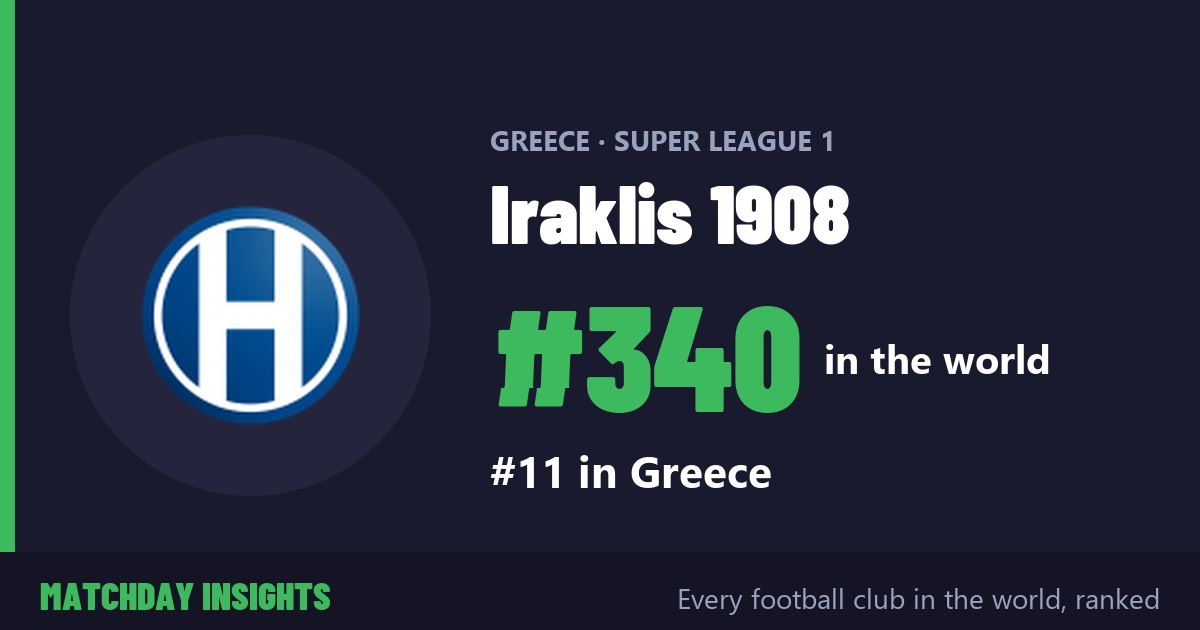 GREECE · SUPER LEAGUE 1
Iraklis 1908
H
#340 in the world
#11 in Greece
MATCHDAY INSIGHTS
Every football club in the world, ranked